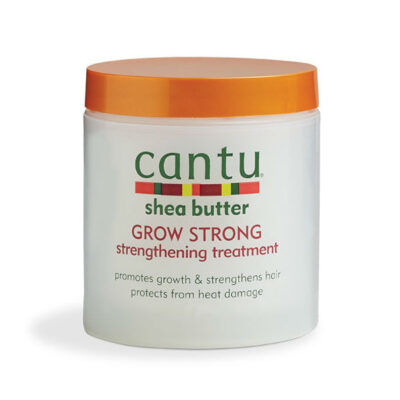 cantu®
shea butter
GROW STRONG
strengthening treatment
promotes growth & strengthens hair
protects from heat damage